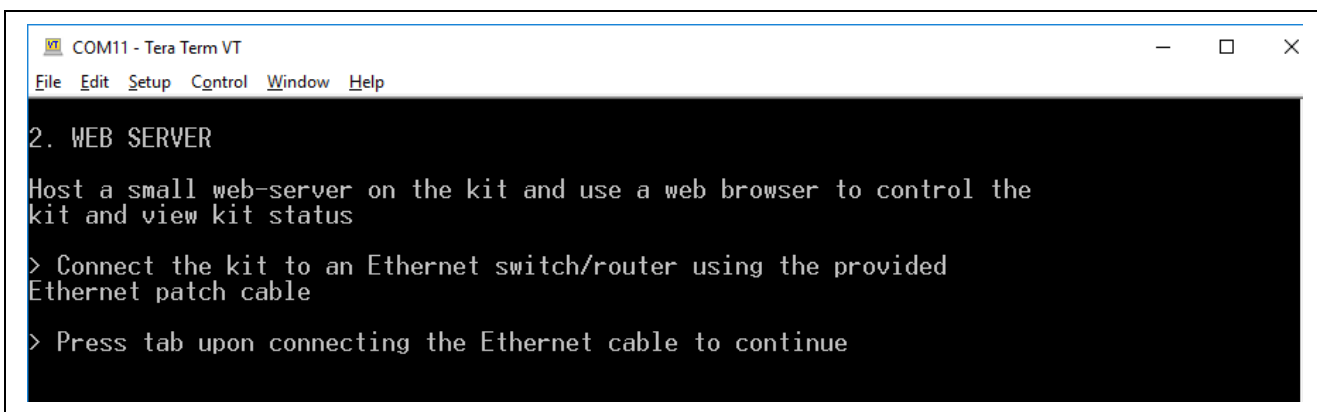 COM11 - Tera Term VT
File Edit Setup Control Window Help
2. WEB SERVER
Host a small web-server on the kit and use a web browser to control the
kit and view kit status
> Connect the kit to an Ethernet switch/router using the provided
Ethernet patch cable
> Press tab upon connecting the Ethernet cable to continue